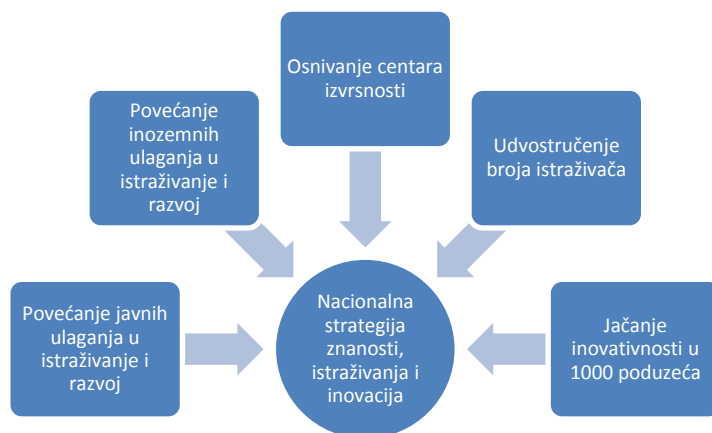 Osnivanje centara
izvrsnosti
Povećanje
inozemnih
ulaganja u
istraživanje i
razvoj
Udvostručenje
broja istraživača
Povećanje javnih
ulaganja u
istraživanje i
razvoj
Nacionalna
strategija
znanosti,
istraživanja i
inovacija
Jačanje
inovativnosti u
1000 poduzeća